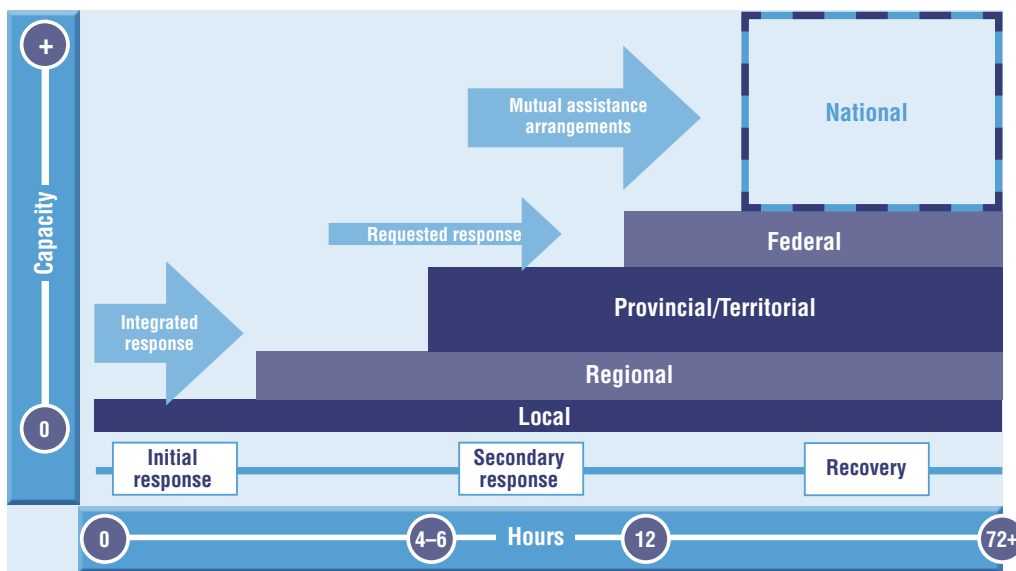 +
Capacity
0
National
Mutual assistance
arrangements
Requested response
Federal
Provincial/Territorial
Integrated
response
Regional
Local
Initial
response
Secondary
response
Recovery
0
4–6
Hours
12
72+